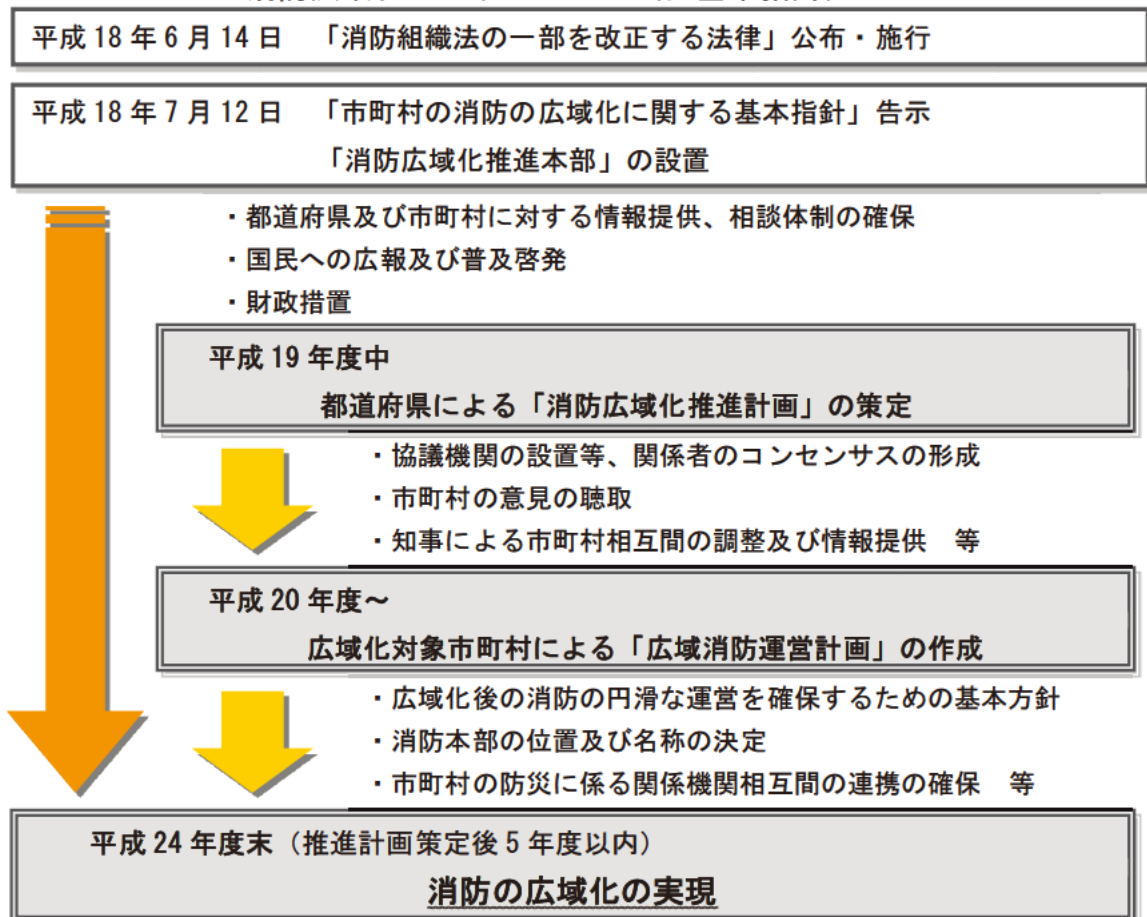 平成 18 年 6 月 14 日　「消防組織法の一部を改正する法律」公布・施行
平成 18 年 7 月 12 日　「市町村の消防の広域化に関する基本指針」告示
「消防広域化推進本部」の設置
・都道府県及び市町村に対する情報提供、相談体制の確保
・国民への広報及び普及啓発
・財政措置
平成 19 年度中
都道府県による「消防広域化推進計画」の策定
・協議機関の設置等、関係者のコンセンサスの形成
・市町村の意見の聴取
・知事による市町村相互間の調整及び情報提供　等
平成 20 年度～
広域化対象市町村による「広域消防運営計画」の作成
・広域化後の消防の円滑な運営を確保するための基本方針
・消防本部の位置及び名称の決定
・市町村の防災に係る関係機関相互間の連携の確保　等
平成 24 年度末（推進計画策定後 5 年度以内）
消防の広域化の実現